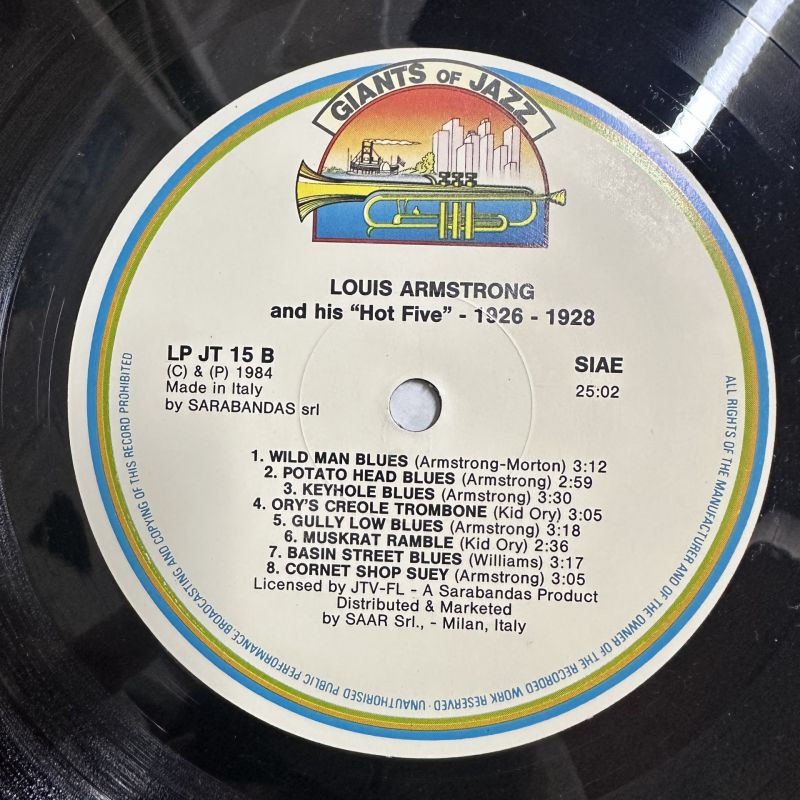 GIANTS OF JAZZ
LOUIS ARMSTRONG
and his "Hot Five" - 1926 - 1928
LP JT 15 B
(C) & (P) 1984
Made in Italy
by SARABANDAS srl
SIAE
25:02
1. WILD MAN BLUES (Armstrong-Morton) 3:12
2. POTATO HEAD BLUES (Armstrong) 2:59
3. KEYHOLE BLUES (Armstrong) 3:30
4. ORY'S CREOLE TROMBONE (Kid Ory) 3:05
5. GULLY LOW BLUES (Armstrong) 3:18
6. MUSKRAT RAMBLE (Kid Ory) 2:36
7. BASIN STREET BLUES (Williams) 3:17
8. CORNET SHOP SUEY (Armstrong) 3:05
Licensed by JTV-FL - A Sarabandas Product
Distributed & Marketed
by SAAR Srl., - Milan, Italy
ALL RIGHTS OF THE MANUFACTURER AND OF THE OWNER OF THE RECORDED WORK RESERVED · UNAUTHORISED PUBLIC PERFORMANCE, BROADCASTING AND COPYING OF THIS RECORD PROHIBITED